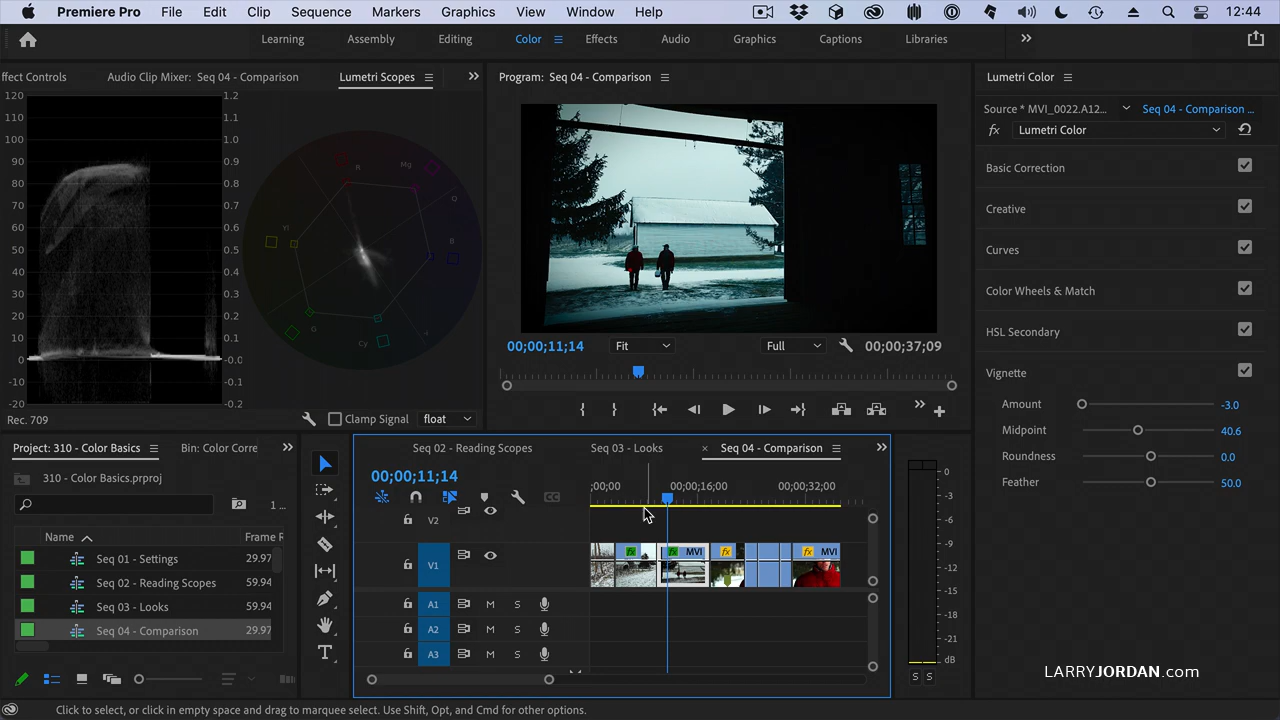 Premiere Pro File Edit Clip Sequence Markers Graphics View Window Help 12:44
Learning Assembly Editing Color Effects Audio Graphics Captions Libraries
ffect Controls Audio Clip Mixer: Seq 04 - Comparison Lumetri Scopes
Program: Seq 04 - Comparison
Lumetri Color
120 1.2
110 1.1
100 1.0
90 0.9
80 0.8
70 0.7
60 0.6
50 0.5
40 0.4
30 0.3
20 0.2
10 0.1
0 -0.0
-10 -0.1
-20 -0.2
R Mg
Yl B
G Cy
Rec. 709 Clamp Signal float
00;00;11;14 Fit Full 00;00;37;09
Source * MVI_0022.A12... Seq 04 - Comparison ...
fx Lumetri Color
Basic Correction
Creative
Curves
Color Wheels & Match
HSL Secondary
Vignette
Amount -3.0
Midpoint 40.6
Roundness 0.0
Feather 50.0
Project: 310 - Color Basics Bin: Color Corre
310 - Color Basics.prproj
1 ...
Name Frame R
Seq 01 - Settings 29.97
Seq 02 - Reading Scopes 59.94
Seq 03 - Looks 59.94
Seq 04 - Comparison 29.97
Seq 02 - Reading Scopes Seq 03 - Looks × Seq 04 - Comparison
00;00;11;14
;00;00 00;00;16;00 00;00;32;00
V2
V1 fx fx MVI fx fx MVI
A1 M S
A2 M S
A3 M S
0
-3
-6
-9
-12
-15
-18
-21
dB
S S
LARRYJORDAN.com
Click to select, or click in empty space and drag to marquee select. Use Shift, Opt, and Cmd for other options.